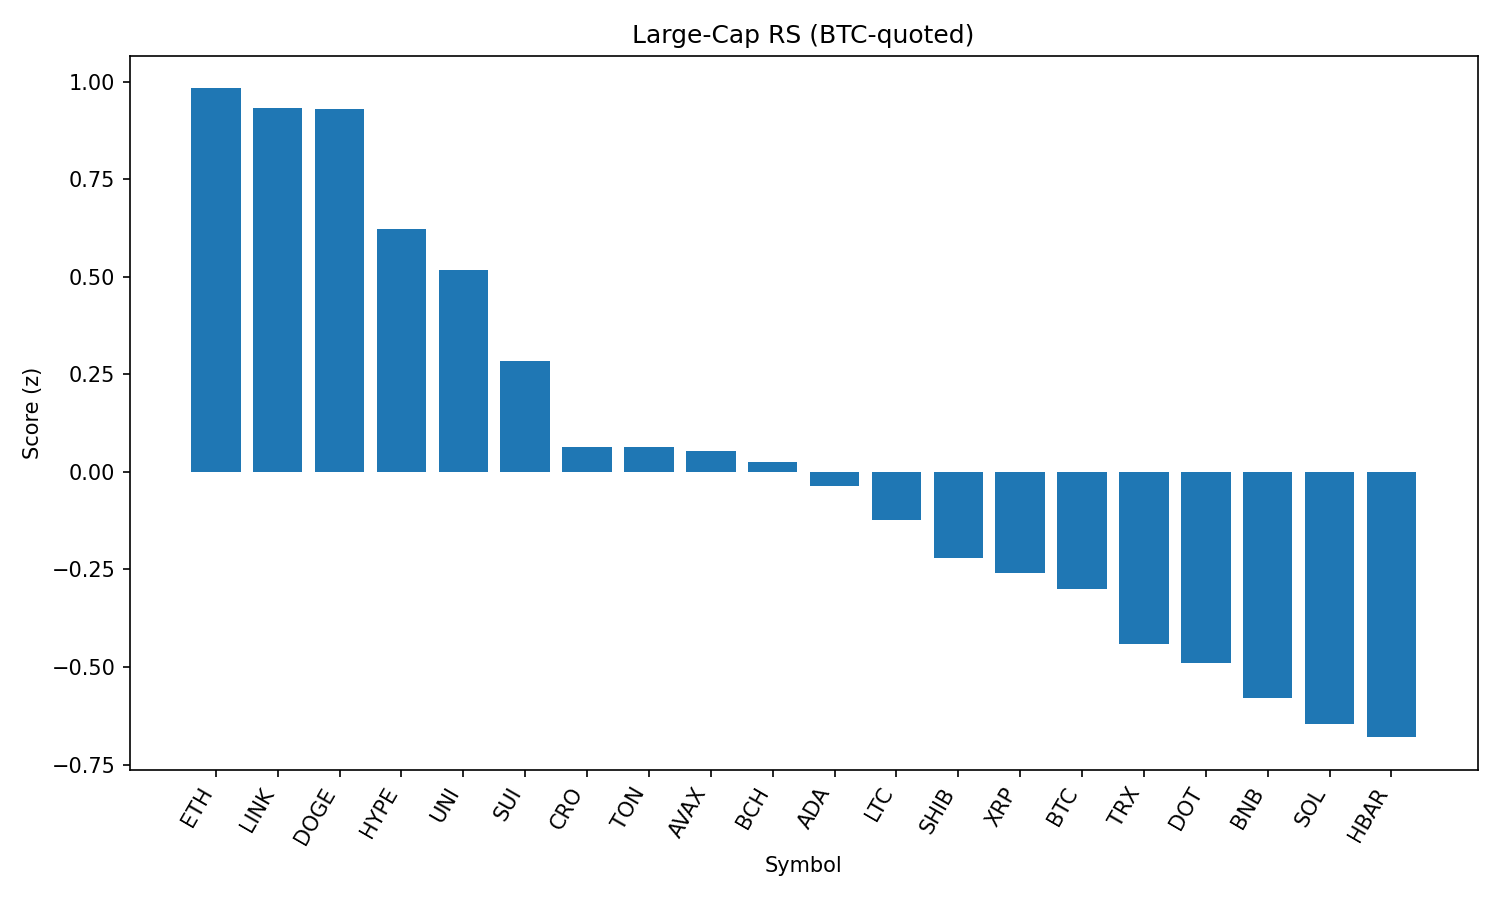 Large-Cap RS (BTC-quoted)
1.00
0.75
0.50
0.25
0.00
−0.25
−0.50
−0.75
Score (z)
ETH LINK DOGE HYPE UNI SUI CRO TON AVAX BCH ADA LTC SHIB XRP BTC TRX DOT BNB SOL HBAR
Symbol